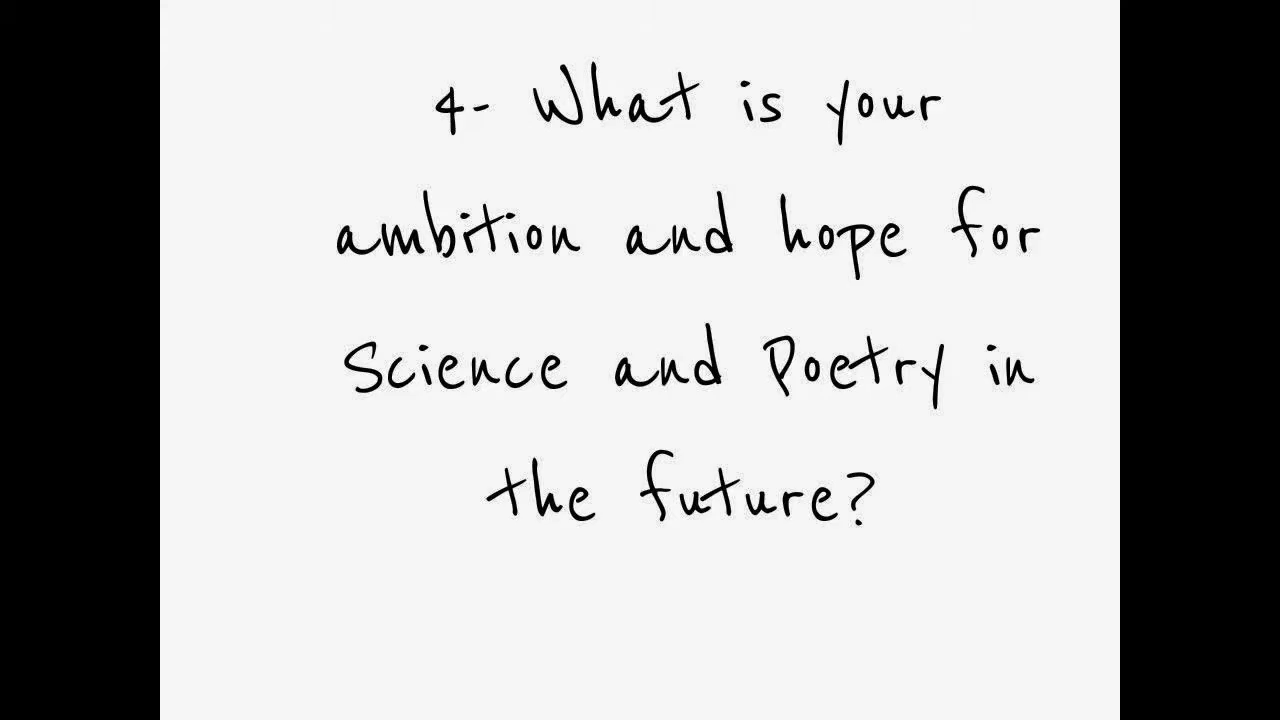 4- What is your
ambition and hope for
Science and Poetry in
the future?